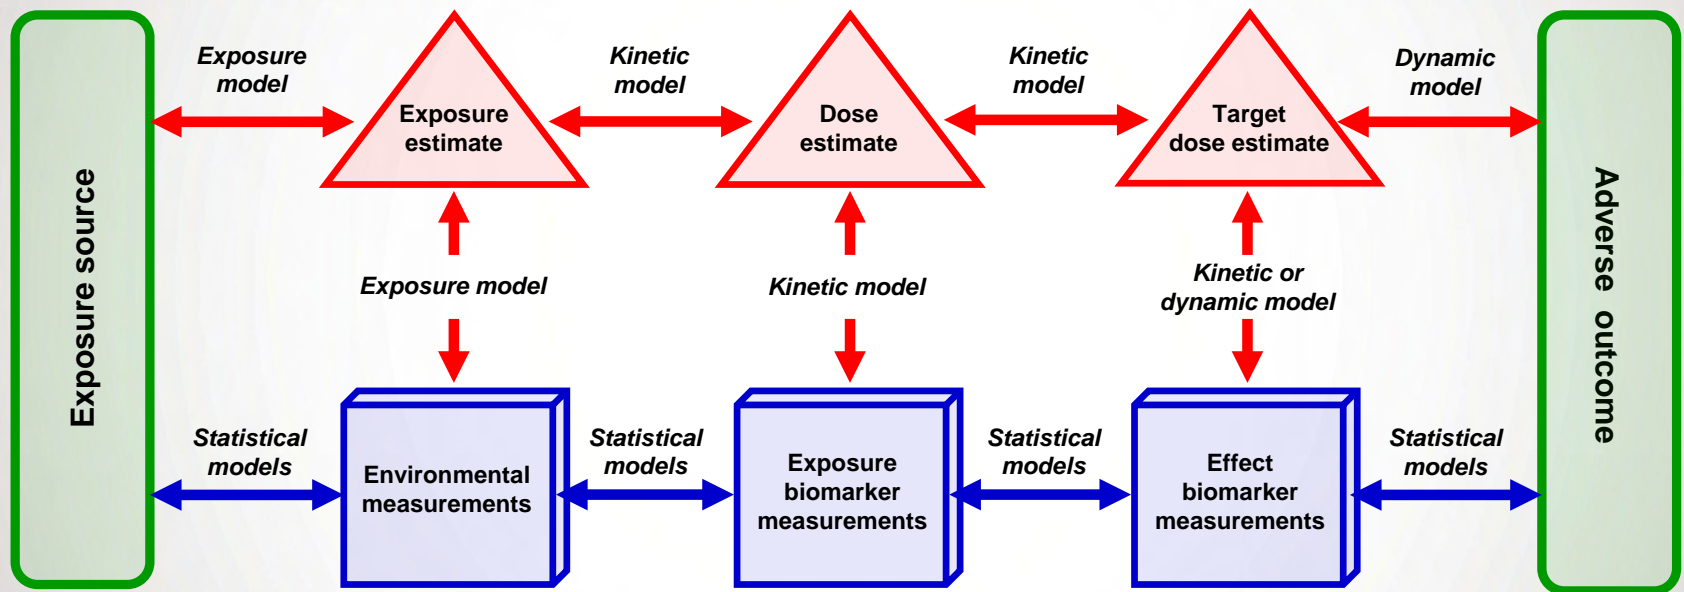 Exposure source
Exposure
model
Exposure
estimate
Kinetic
model
Dose
estimate
Kinetic
model
Target
dose estimate
Dynamic
model
Adverse outcome
Exposure model
Kinetic model
Kinetic or
dynamic model
Statistical
models
Environmental
measurements
Statistical
models
Exposure
biomarker
measurements
Statistical
models
Effect
biomarker
measurements
Statistical
models